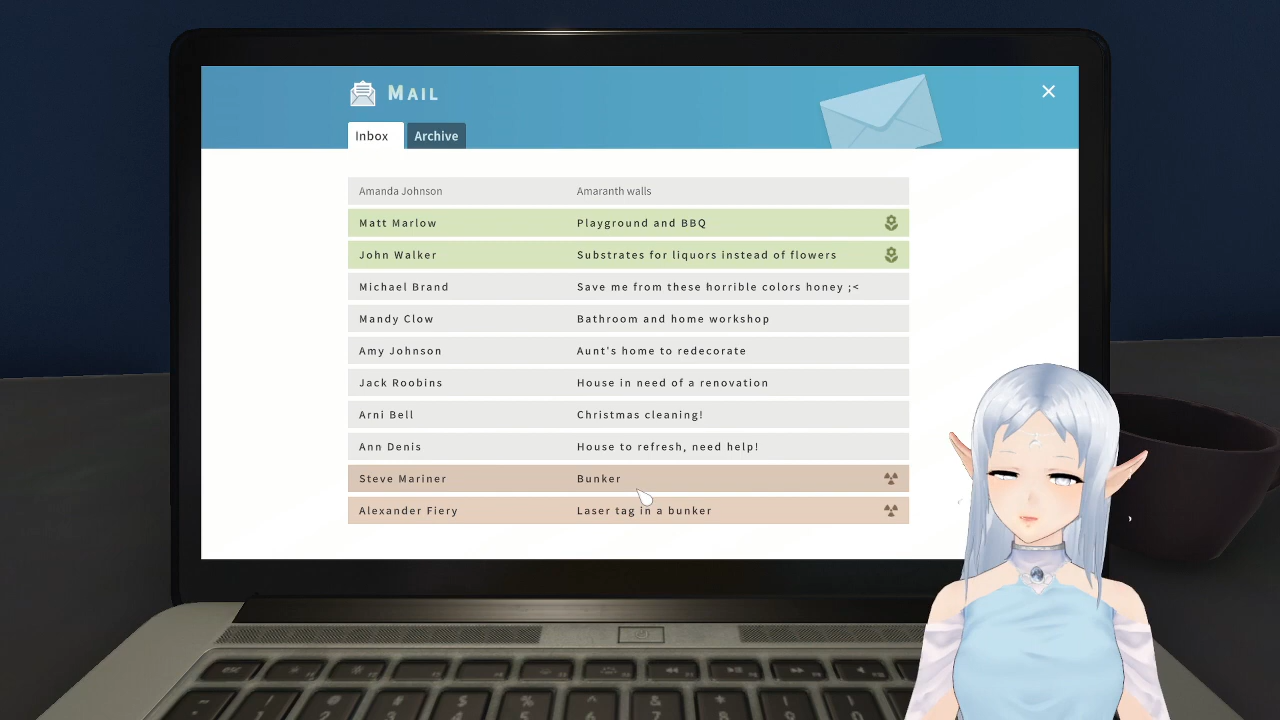 Mail
Inbox
Archive
Amanda Johnson Amaranth walls
Matt Marlow Playground and BBQ
John Walker Substrates for liquors instead of flowers
Michael Brand Save me from these horrible colors honey ;<
Mandy Clow Bathroom and home workshop
Amy Johnson Aunt's home to redecorate
Jack Roobins House in need of a renovation
Arni Bell Christmas cleaning!
Ann Denis House to refresh, need help!
Steve Mariner Bunker
Alexander Fiery Laser tag in a bunker
esc